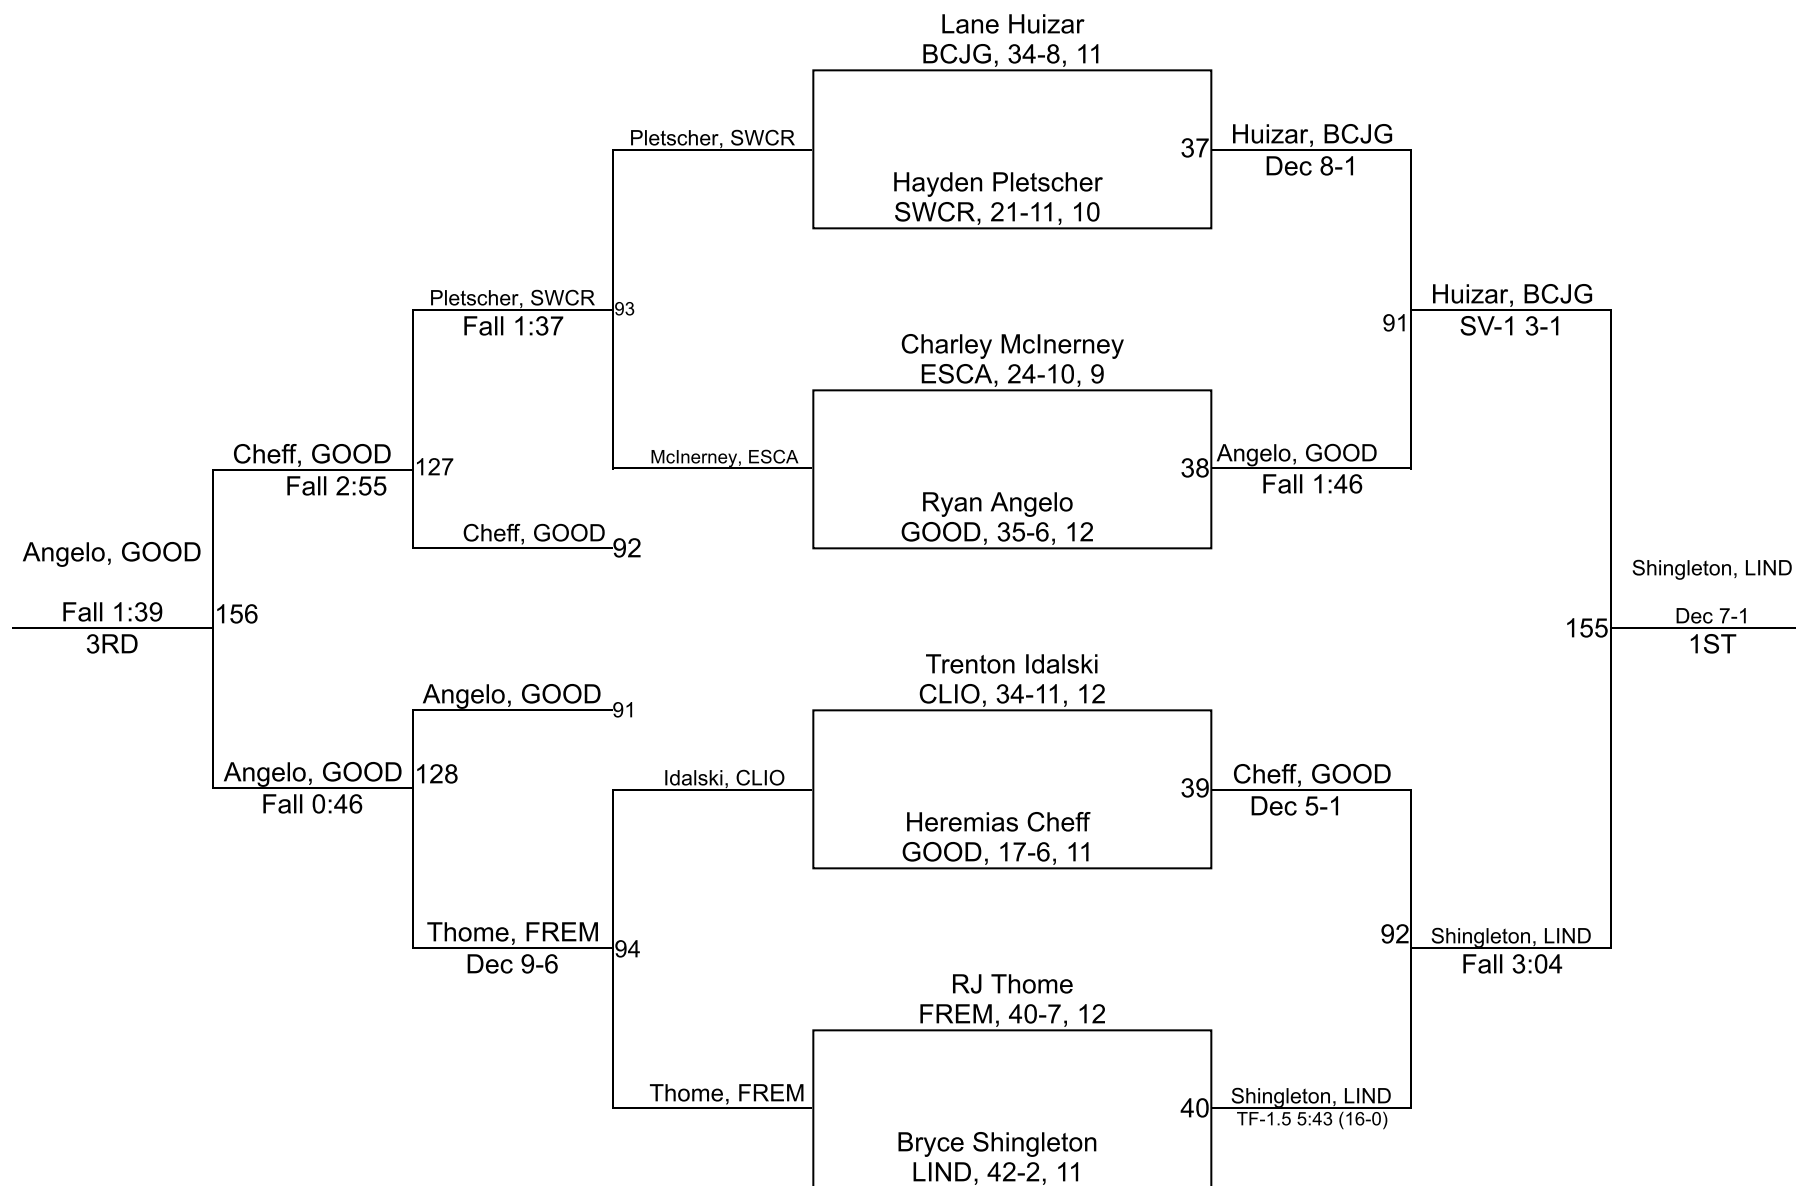 Lane Huizar
BCJG, 34-8, 11
Pletscher, SWCR
37
Huizar, BCJG
Dec 8-1
Hayden Pletscher
SWCR, 21-11, 10
Pletscher, SWCR
Fall 1:37
93
Huizar, BCJG
SV-1 3-1
91
Charley McInerney
ESCA, 24-10, 9
Cheff, GOOD
Fall 2:55
127
McInerney, ESCA
38
Angelo, GOOD
Fall 1:46
Ryan Angelo
GOOD, 35-6, 12
Cheff, GOOD
92
Angelo, GOOD
Fall 1:39
3RD
156
155
Shingleton, LIND
Dec 7-1
1ST
Trenton Idalski
CLIO, 34-11, 12
Angelo, GOOD
91
Angelo, GOOD
Fall 0:46
128
Idalski, CLIO
39
Cheff, GOOD
Dec 5-1
Heremias Cheff
GOOD, 17-6, 11
Thome, FREM
Dec 9-6
94
92
Shingleton, LIND
Fall 3:04
RJ Thome
FREM, 40-7, 12
Thome, FREM
40
Shingleton, LIND
TF-1.5 5:43 (16-0)
Bryce Shingleton
LIND, 42-2, 11